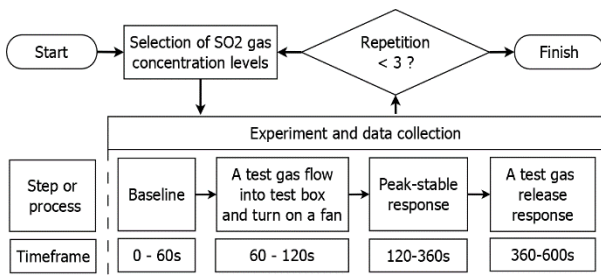 Start
Selection of SO2 gas
concentration levels
Repetition
< 3 ?
Finish
Experiment and data collection
Step or
process
Baseline
A test gas flow
into test box
and turn on a fan
Peak-stable
response
A test gas
release
response
Timeframe
0 - 60s
60 - 120s
120-360s
360-600s